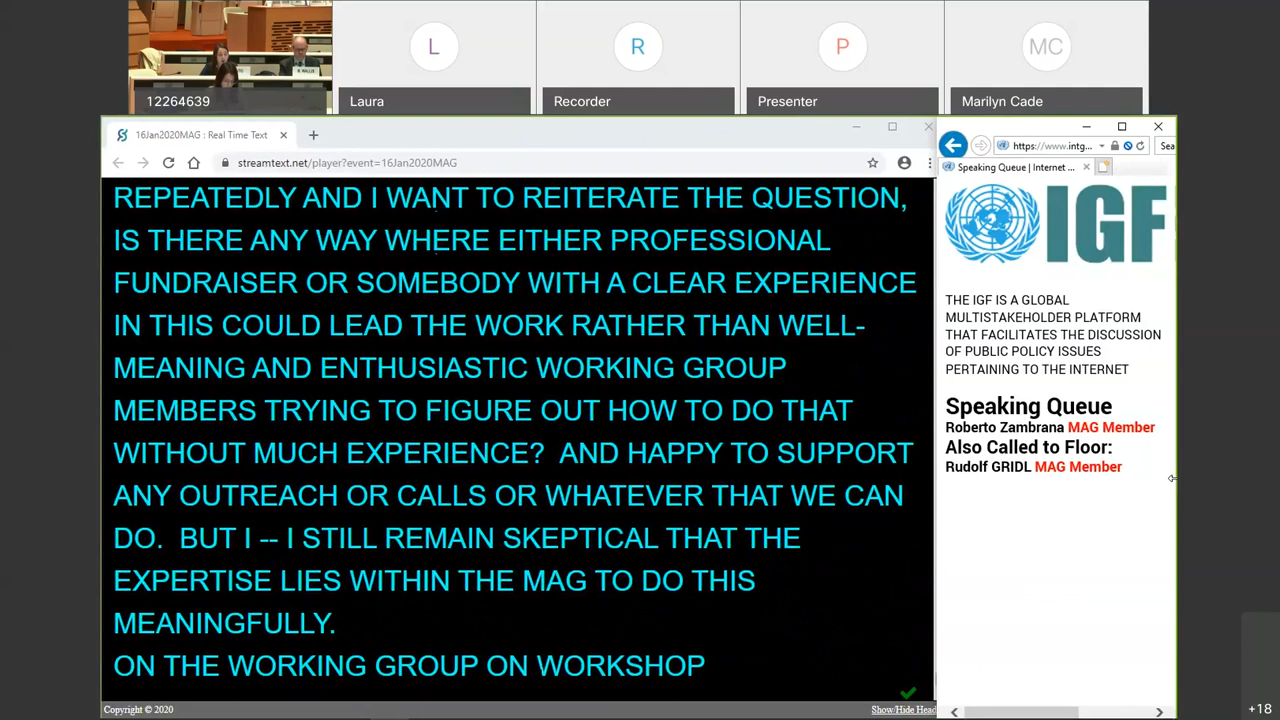 L
R
P
MC
12264639
Laura
Recorder
Presenter
Marilyn Cade
16Jan2020MAG : Real Time Text
streamtext.net/player?event=16Jan2020MAG
REPEATEDLY AND I WANT TO REITERATE THE QUESTION,
IS THERE ANY WAY WHERE EITHER PROFESSIONAL
FUNDRAISER OR SOMEBODY WITH A CLEAR EXPERIENCE
IN THIS COULD LEAD THE WORK RATHER THAN WELL-
MEANING AND ENTHUSIASTIC WORKING GROUP
MEMBERS TRYING TO FIGURE OUT HOW TO DO THAT
WITHOUT MUCH EXPERIENCE?  AND HAPPY TO SUPPORT
ANY OUTREACH OR CALLS OR WHATEVER THAT WE CAN
DO.  BUT I -- I STILL REMAIN SKEPTICAL THAT THE
EXPERTISE LIES WITHIN THE MAG TO DO THIS
MEANINGFULLY.
ON THE WORKING GROUP ON WORKSHOP
Copyright © 2020
Show/Hide Head
https://www.intg...
Sea
Speaking Queue | Internet ...
IGF
THE IGF IS A GLOBAL
MULTISTAKEHOLDER PLATFORM
THAT FACILITATES THE DISCUSSION
OF PUBLIC POLICY ISSUES
PERTAINING TO THE INTERNET
Speaking Queue
Roberto Zambrana MAG Member
Also Called to Floor:
Rudolf GRIDL MAG Member
+18